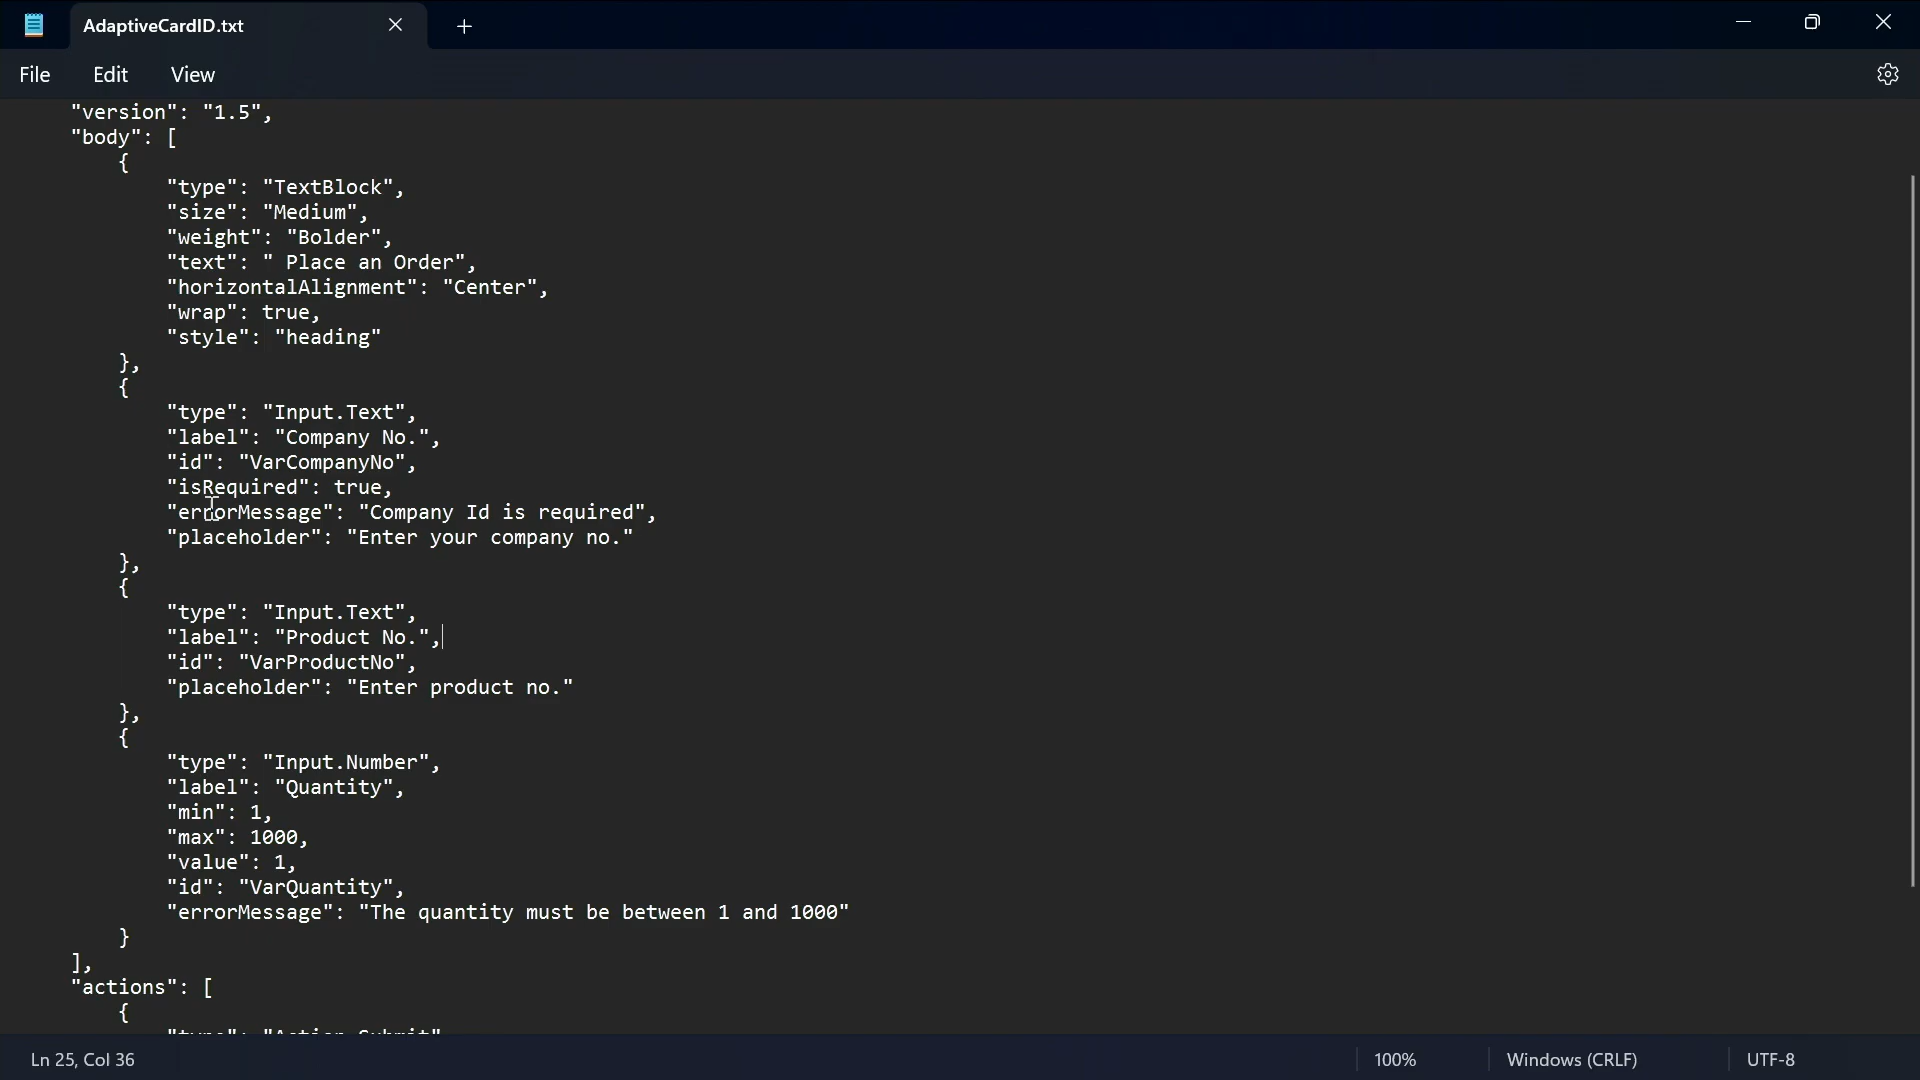 AdaptiveCardID.txt
File Edit View
"version": "1.5",
"body": [
{
"type": "TextBlock",
"size": "Medium",
"weight": "Bolder",
"text": " Place an Order",
"horizontalAlignment": "Center",
"wrap": true,
"style": "heading"
},
{
"type": "Input.Text",
"label": "Company No.",
"id": "VarCompanyNo",
"isRequired": true,
"errorMessage": "Company Id is required",
"placeholder": "Enter your company no."
},
{
"type": "Input.Text",
"label": "Product No.",
"id": "VarProductNo",
"placeholder": "Enter product no."
},
{
"type": "Input.Number",
"label": "Quantity",
"min": 1,
"max": 1000,
"value": 1,
"id": "VarQuantity",
"errorMessage": "The quantity must be between 1 and 1000"
}
],
"actions": [
{
"type": "Action.Submit"
Ln 25, Col 36 100% Windows (CRLF) UTF-8